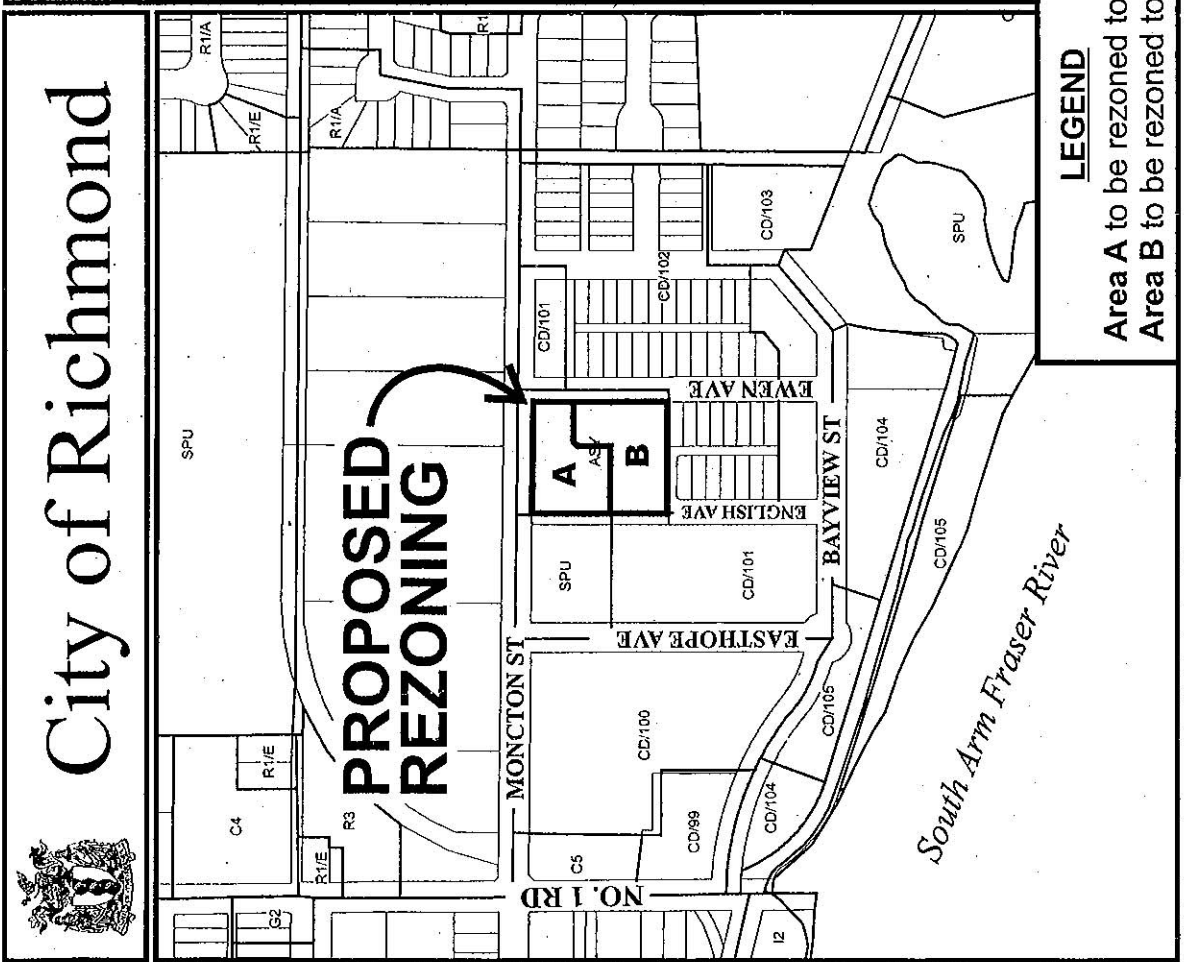 City of Richmond
R1/A
R1
R1/E
R1/A
SPU
PROPOSED
REZONING
C4
R1/E
R3
R1/E
G2
MONCTON ST
A
ASY
B
CD/101
CD/102
CD/103
SPU
CD/101
EWEN AVE
ENGLISH AVE
EASTHOPE AVE
BAYVIEW ST
NO. 1 RD
C5
CD/100
CD/99
CD/104
CD/105
CD/104
CD/105
SPU
I2
South Arm Fraser River
LEGEND
Area A to be rezoned to
Area B to be rezoned to